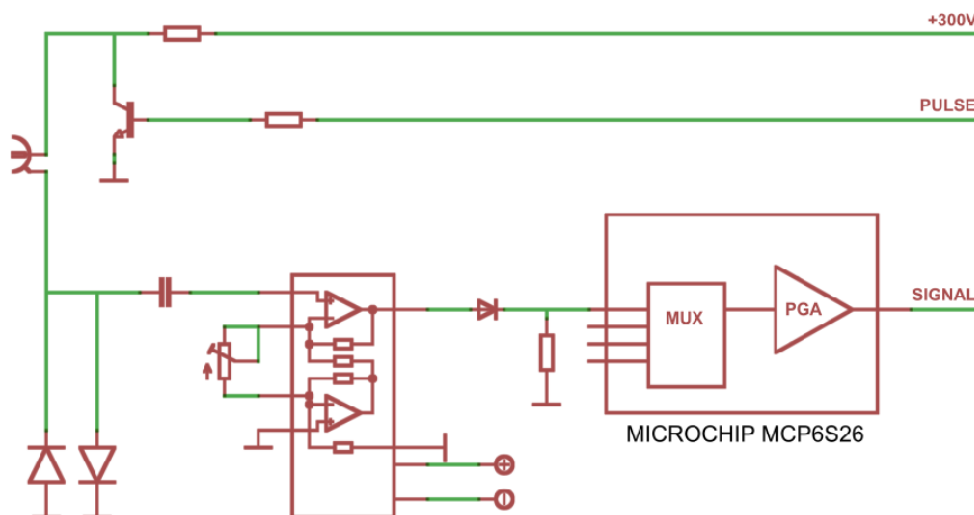 +300V
PULSE
SIGNAL
MUX
PGA
MICROCHIP MCP6S26